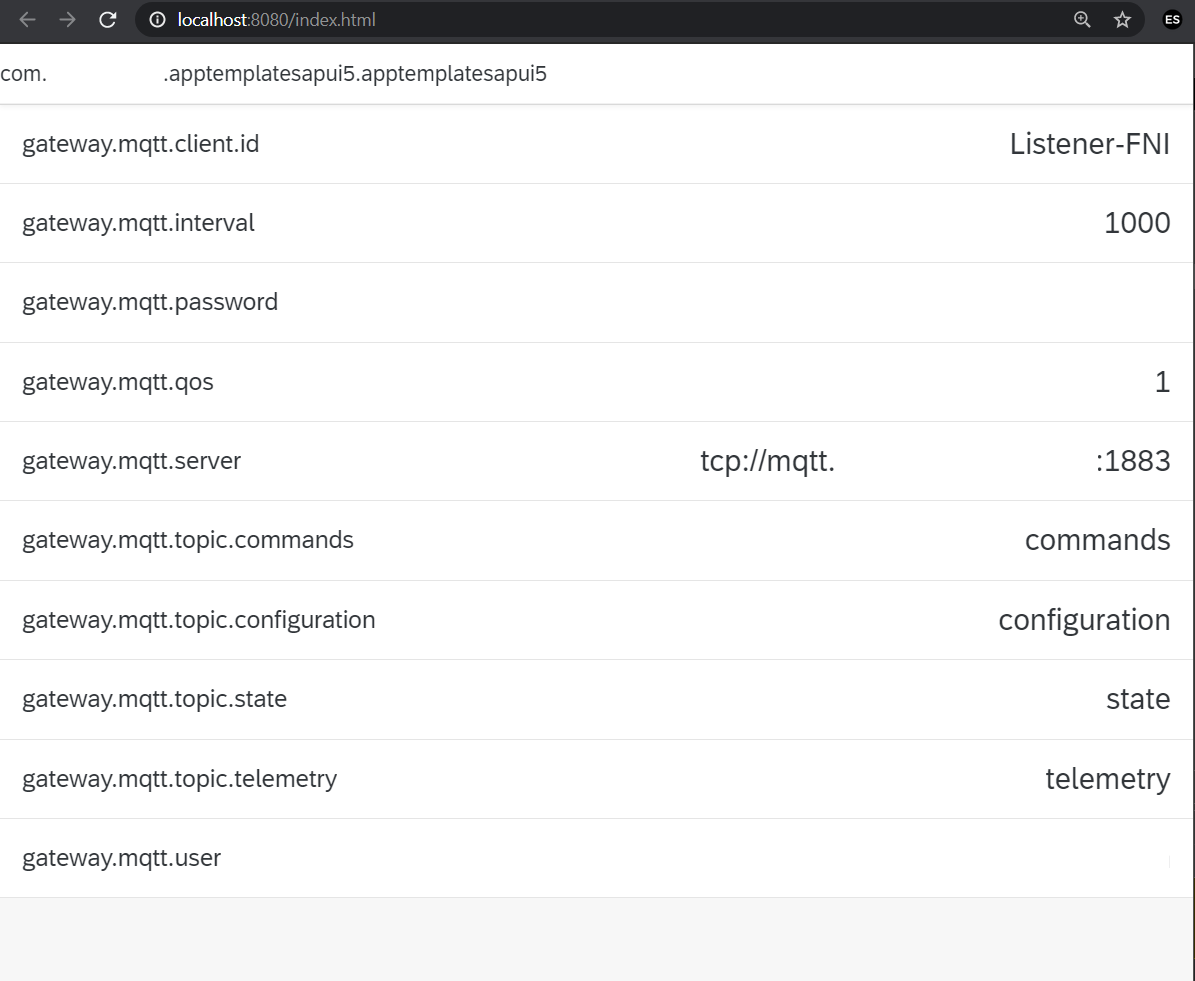 localhost:8080/index.html ES
com. .apptemplatesapui5.apptemplatesapui5
gateway.mqtt.client.id Listener-FNI
gateway.mqtt.interval 1000
gateway.mqtt.password
gateway.mqtt.qos 1
gateway.mqtt.server tcp://mqtt. :1883
gateway.mqtt.topic.commands commands
gateway.mqtt.topic.configuration configuration
gateway.mqtt.topic.state state
gateway.mqtt.topic.telemetry telemetry
gateway.mqtt.user